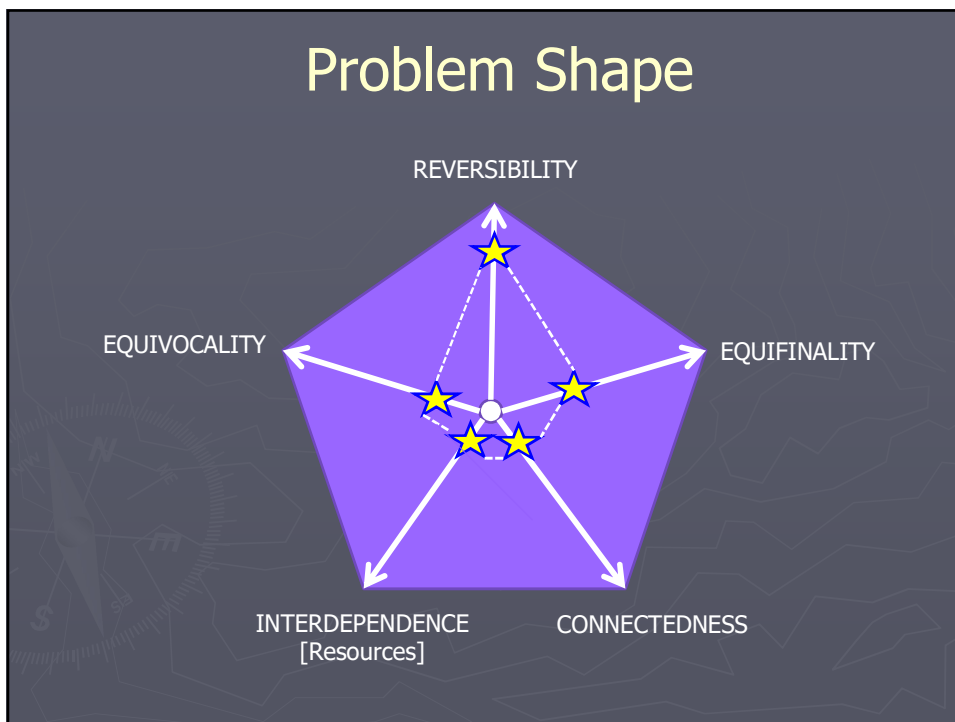 Problem Shape
REVERSIBILITY
EQUIVOCALITY
EQUIFINALITY
INTERDEPENDENCE
[Resources]
CONNECTEDNESS
N
S